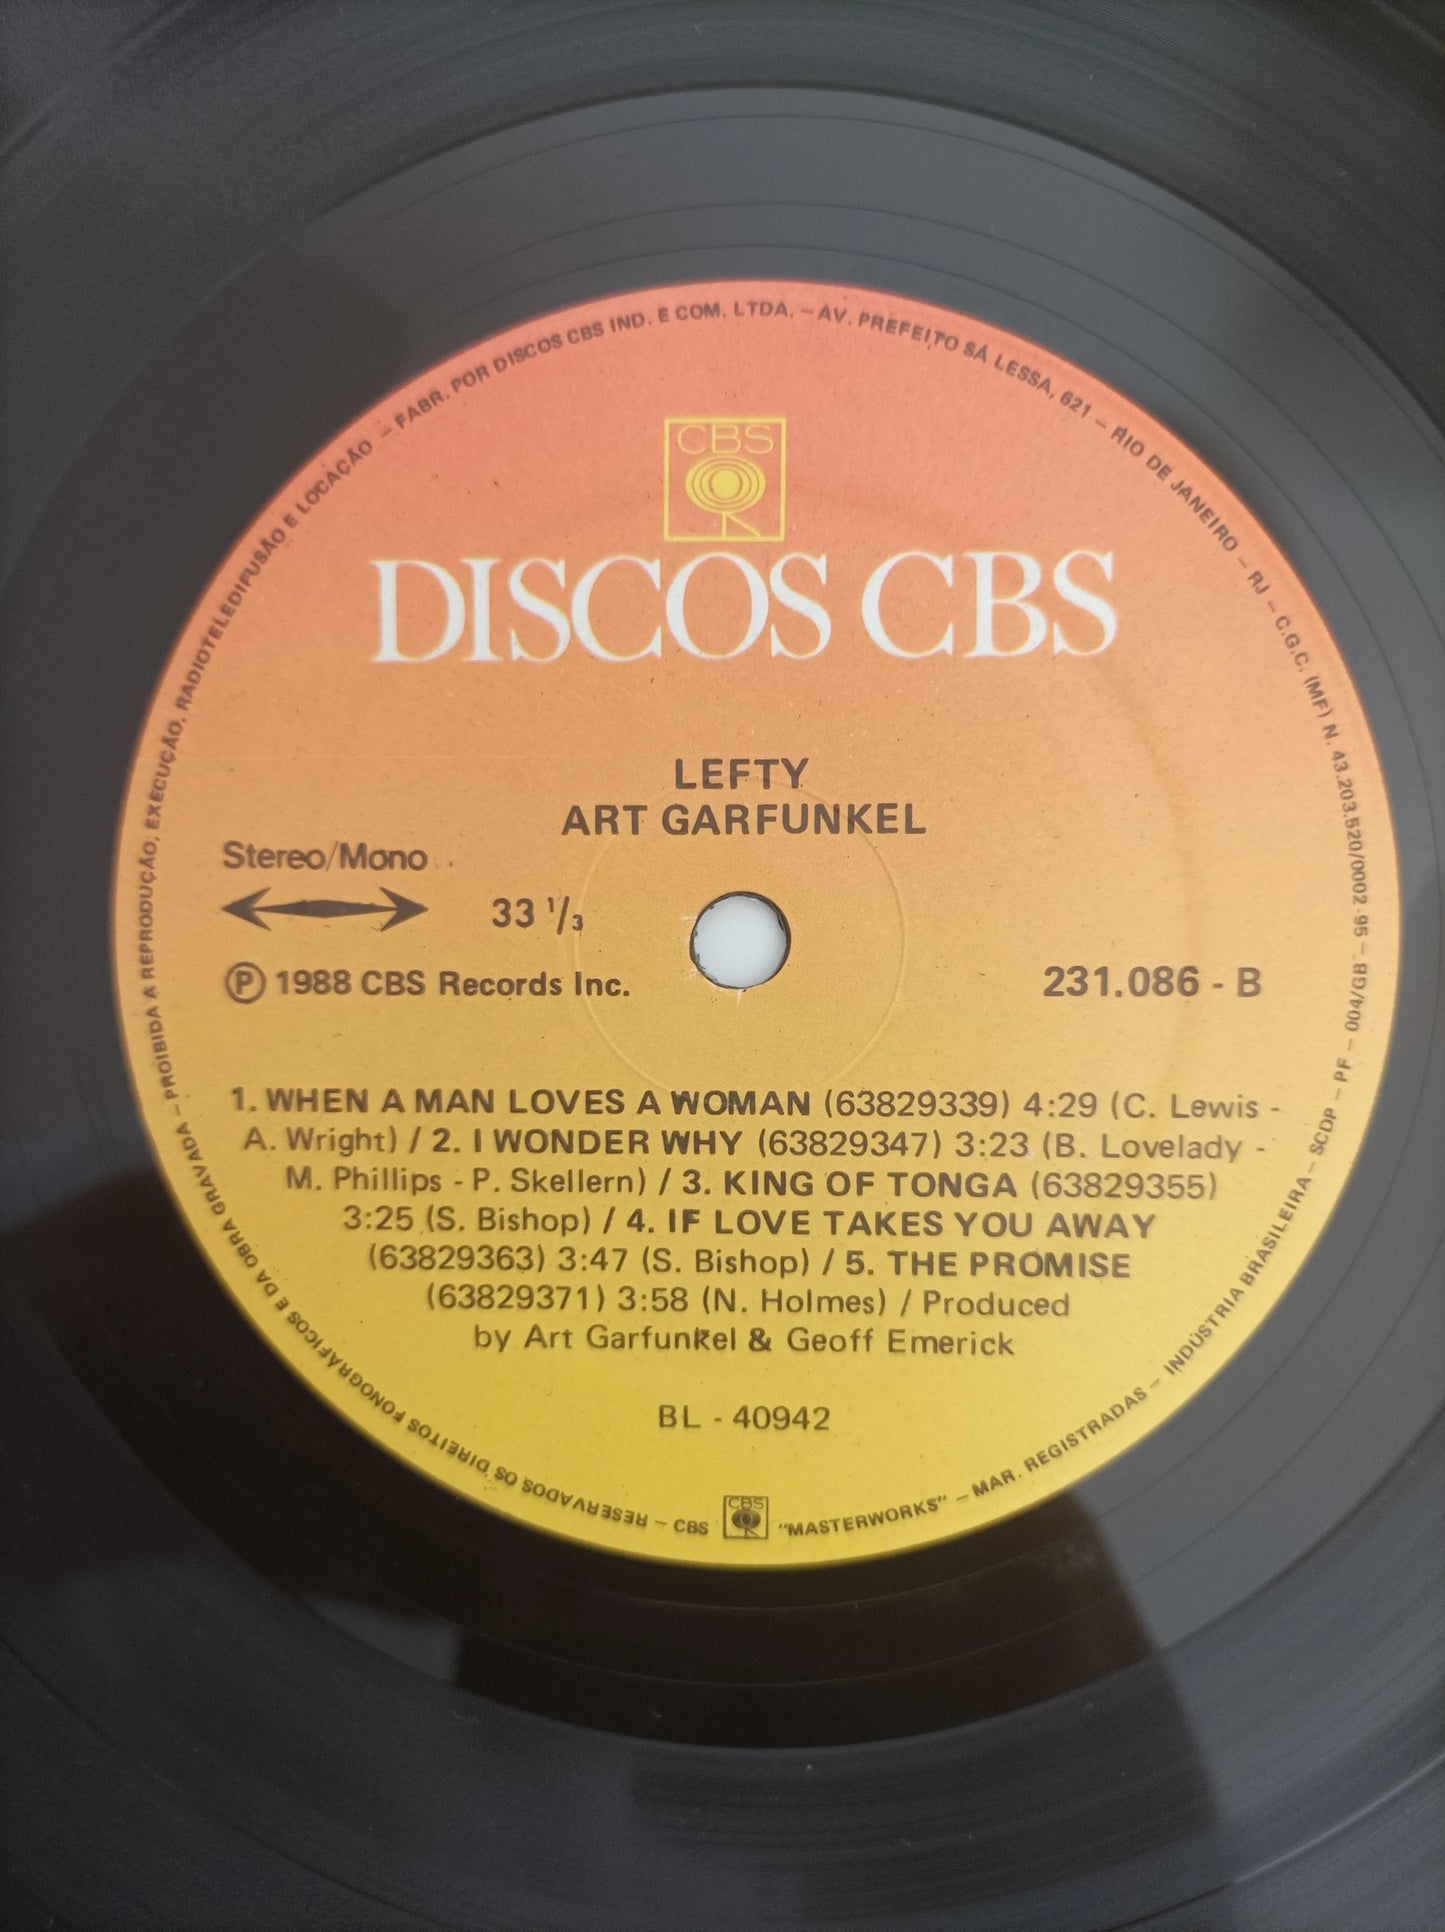 PROIBIDA A REPRODUÇÃO, EXECUÇÃO, RADIOTELEDIFUSÃO E LOCAÇÃO – FABR. POR DISCOS CBS IND. E COM. LTDA. – AV. PREFEITO SÁ LESSA, 621 – RIO DE JANEIRO – RJ – C.G.C. (MF) N. 43.203.520/0002-95 – 004/GB – PF – SCDP – INDÚSTRIA BRASILEIRA –
CBS
DISCOS CBS
LEFTY
ART GARFUNKEL
Stereo/Mono
33 1/3
Ⓟ 1988 CBS Records Inc.
231.086 - B
1. WHEN A MAN LOVES A WOMAN (63829339) 4:29 (C. Lewis -
A. Wright) / 2. I WONDER WHY (63829347) 3:23 (B. Lovelady -
M. Phillips - P. Skellern) / 3. KING OF TONGA (63829355)
3:25 (S. Bishop) / 4. IF LOVE TAKES YOU AWAY
(63829363) 3:47 (S. Bishop) / 5. THE PROMISE
(63829371) 3:58 (N. Holmes) / Produced
by Art Garfunkel & Geoff Emerick
BL - 40942
RESERVADOS OS DIREITOS FONOGRÁFICOS E DA OBRA GRAVADA –
– CBS CBS "MASTERWORKS" – MAR. REGISTRADAS –